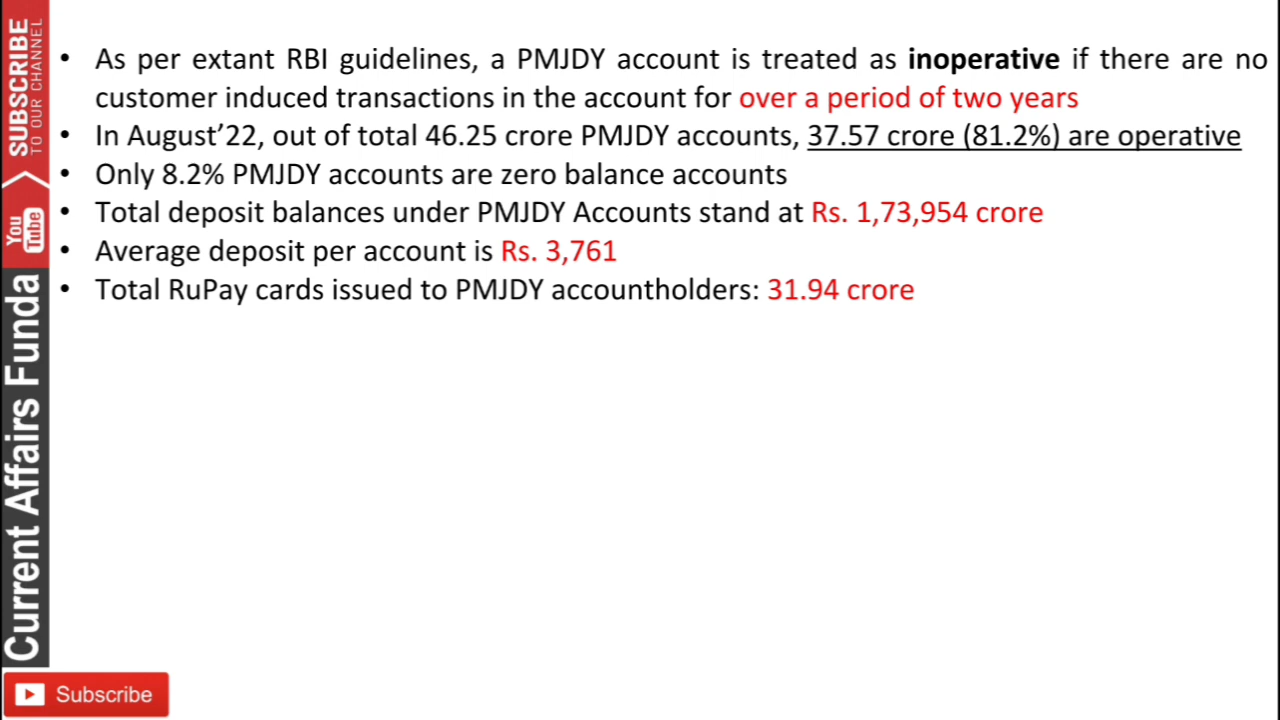 • As per extant RBI guidelines, a PMJDY account is treated as inoperative if there are no
customer induced transactions in the account for over a period of two years
• In August’22, out of total 46.25 crore PMJDY accounts, 37.57 crore (81.2%) are operative
• Only 8.2% PMJDY accounts are zero balance accounts
• Total deposit balances under PMJDY Accounts stand at Rs. 1,73,954 crore
• Average deposit per account is Rs. 3,761
• Total RuPay cards issued to PMJDY accountholders: 31.94 crore
SUBSCRIBE
TO OUR CHANNEL
You
Tube
Current Affairs Funda
Subscribe